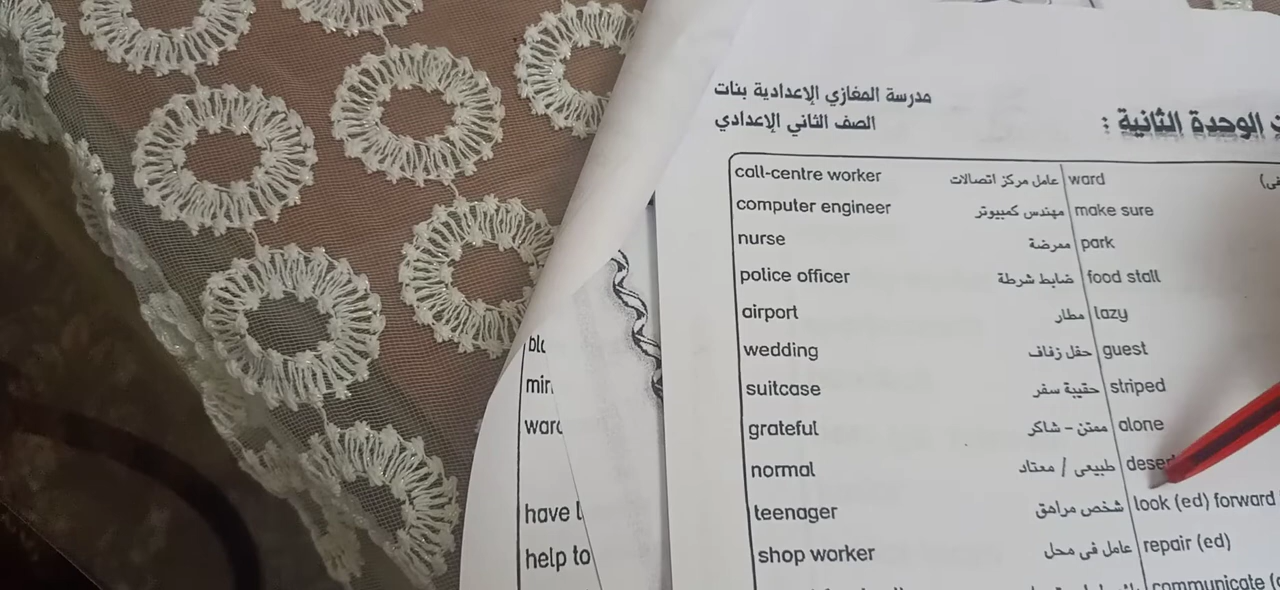 مدرسة المغازي الإعدادية بنات
الصف الثاني الإعدادي
الوحدة الثانية :
call-centre worker عامل مركز اتصالات ward
computer engineer مهندس كمبيوتر make sure
nurse ممرضة park
police officer ضابط شرطة food stall
airport مطار lazy
wedding حفل زفاف guest
suitcase حقيبة سفر striped
grateful ممتن - شاكر alone
normal طبيعى / معتاد
teenager شخص مراهق look (ed) forward
shop worker عامل فى محل repair (ed)
have
help to